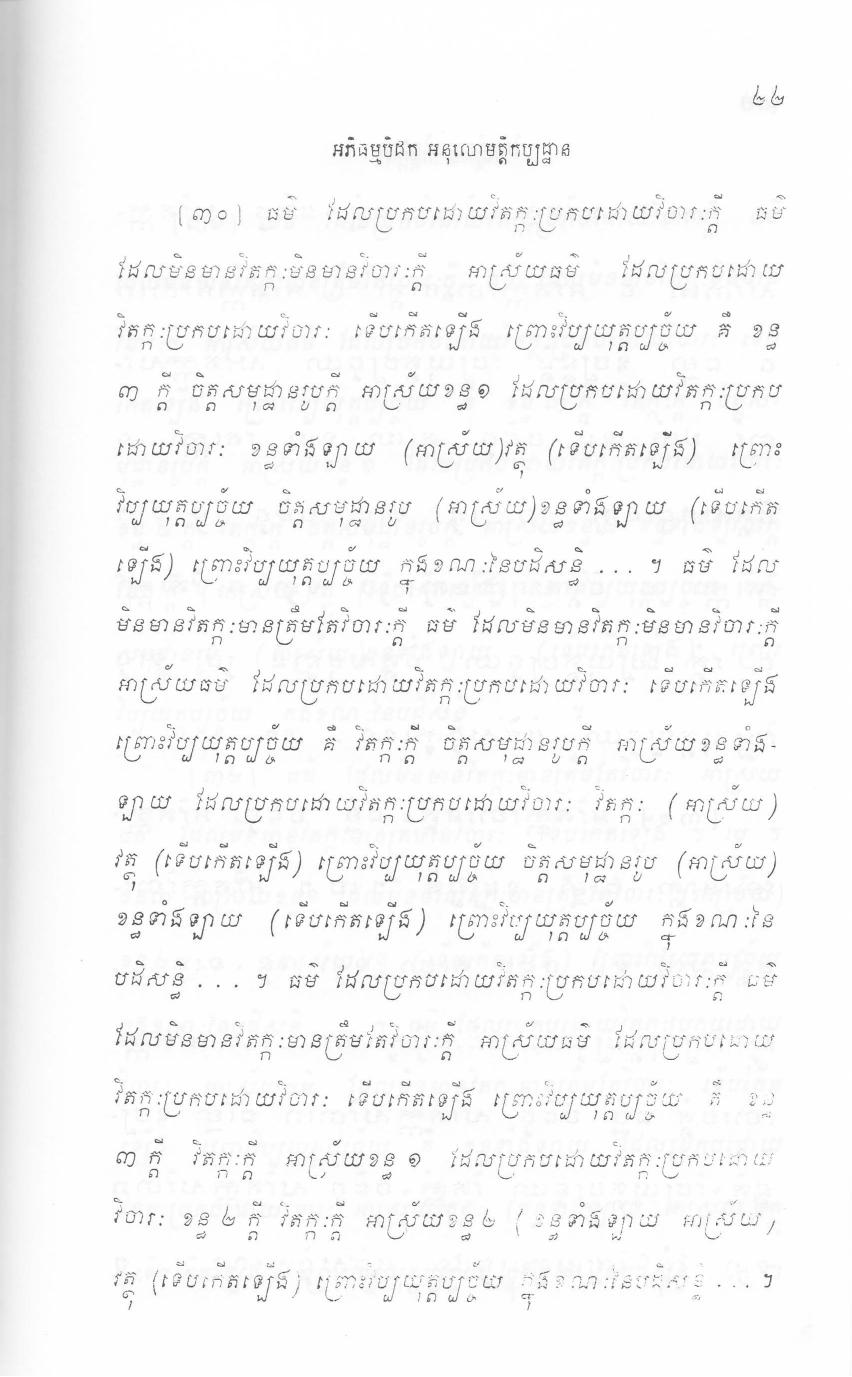 ២២
អភិធម្មបិដក អនុលោមត្តិកប្បដ្ឋាន
[៣០] ធម៌ ដែលប្រកបដោយវិតក្កៈប្រកបដោយវិចារៈក្តី ធម៌
ដែលមិនមានវិតក្កៈមិនមានវិចារៈក្តី អាស្រ័យធម៌ ដែលប្រកបដោយ
វិតក្កៈប្រកបដោយវិចារៈ ទើបកើតឡើង ព្រោះវិប្បយុត្តប្បច្ច័យ គឺ ខន្ធ
៣ ក្តី ចិត្តសមុដ្ឋានរូបក្តី អាស្រ័យខន្ធ១ ដែលប្រកបដោយវិតក្កៈប្រកប
ដោយវិចារៈ ខន្ធទាំងឡាយ (អាស្រ័យ)វត្ថុ (ទើបកើតឡើង) ព្រោះ
វិប្បយុត្តប្បច្ច័យ ចិត្តសមុដ្ឋានរូប (អាស្រ័យ)ខន្ធទាំងឡាយ (ទើបកើត
ឡើង) ព្រោះវិប្បយុត្តប្បច្ច័យ ក្នុងខណៈនៃបដិសន្ធិ . . . ។ ធម៌ ដែល
មិនមានវិតក្កៈមានត្រឹមតែវិចារៈក្តី ធម៌ ដែលមិនមានវិតក្កៈមិនមានវិចារៈក្តី
អាស្រ័យធម៌ ដែលប្រកបដោយវិតក្កៈប្រកបដោយវិចារៈ ទើបកើតឡើង
ព្រោះវិប្បយុត្តប្បច្ច័យ គឺ វិតក្កៈក្តី ចិត្តសមុដ្ឋានរូបក្តី អាស្រ័យខន្ធទាំង-
ឡាយ ដែលប្រកបដោយវិតក្កៈប្រកបដោយវិចារៈ វិតក្កៈ (អាស្រ័យ)
វត្ថុ (ទើបកើតឡើង) ព្រោះវិប្បយុត្តប្បច្ច័យ ចិត្តសមុដ្ឋានរូប (អាស្រ័យ)
ខន្ធទាំងឡាយ (ទើបកើតឡើង) ព្រោះវិប្បយុត្តប្បច្ច័យ ក្នុងខណៈនៃ
បដិសន្ធិ . . . ។ ធម៌ ដែលប្រកបដោយវិតក្កៈប្រកបដោយវិចារៈក្តី ធម៌
ដែលមិនមានវិតក្កៈមានត្រឹមតែវិចារៈក្តី អាស្រ័យធម៌ ដែលប្រកបដោយ
វិតក្កៈប្រកបដោយវិចារៈ ទើបកើតឡើង ព្រោះវិប្បយុត្តប្បច្ច័យ គឺ ខន្ធ
៣ ក្តី វិតក្កៈក្តី អាស្រ័យខន្ធ ១ ដែលប្រកបដោយវិតក្កៈប្រកបដោយ
វិចារៈ ខន្ធ ២ ក្តី វិតក្កៈក្តី អាស្រ័យខន្ធ ២ (ខន្ធទាំងឡាយ អាស្រ័យ)
វត្ថុ (ទើបកើតឡើង) ព្រោះវិប្បយុត្តប្បច្ច័យ ក្នុងខណៈនៃបដិសន្ធិ . . . ។